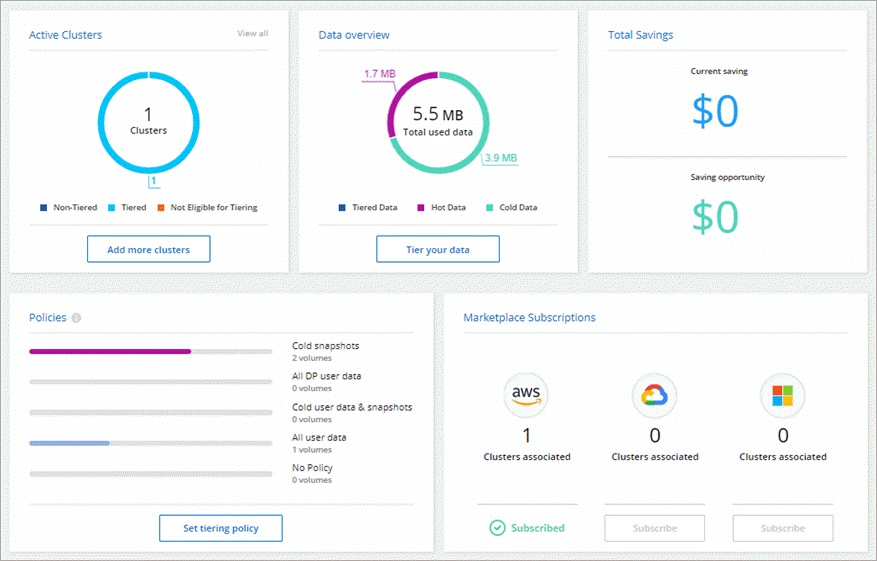 Active Clusters
View all
1
Clusters
1
Non-Tiered
Tiered
Not Eligible for Tiering
Add more clusters
Data overview
1.7 MB
5.5 MB
Total used data
3.9 MB
Tiered Data
Hot Data
Cold Data
Tier your data
Total Savings
Current saving
$0
Saving opportunity
$0
Policies
Cold snapshots
2 volumes
All DP user data
0 volumes
Cold user data & snapshots
0 volumes
All user data
1 volumes
No Policy
0 volumes
Set tiering policy
Marketplace Subscriptions
aws
1
Clusters associated
Subscribed
0
Clusters associated
Subscribe
0
Clusters associated
Subscribe